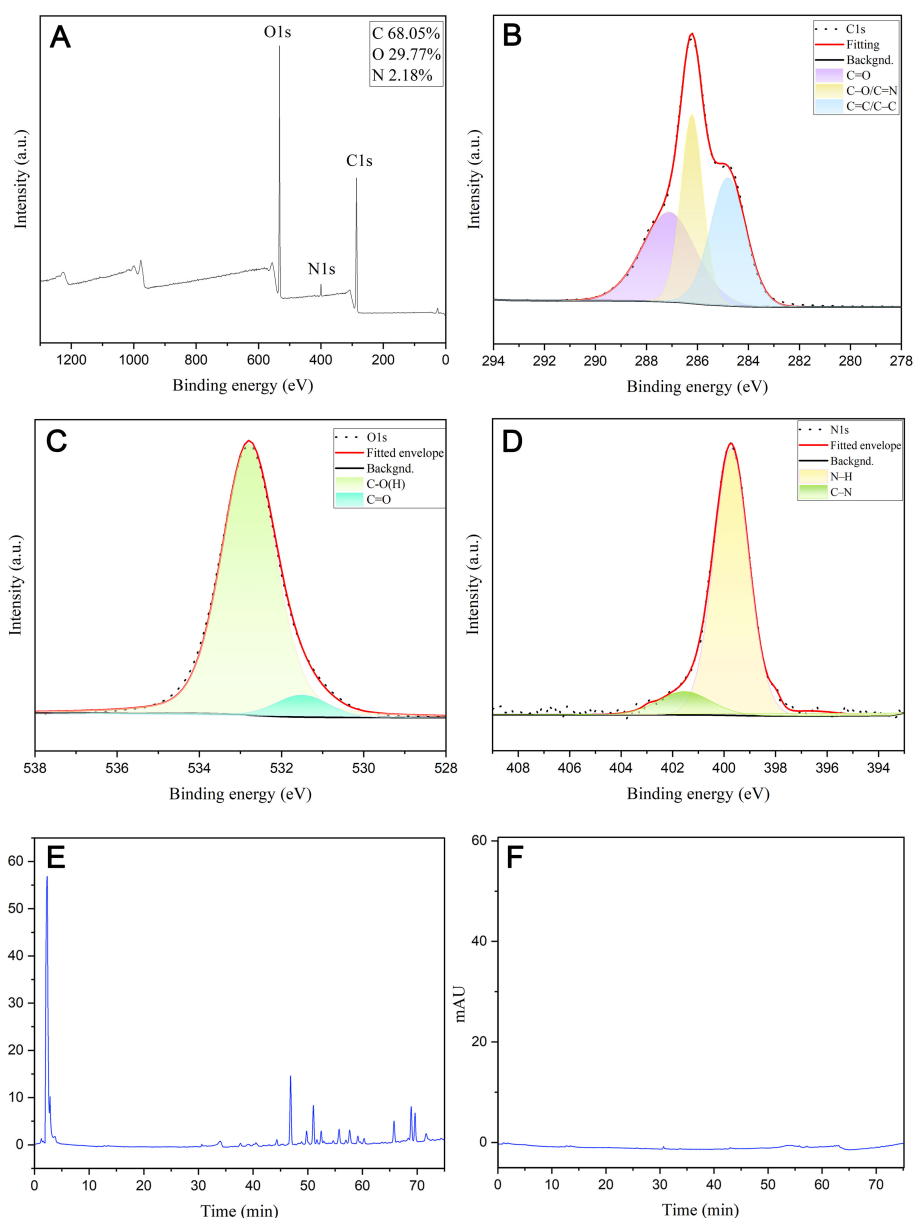 A
O1s
C 68.05%
O 29.77%
N 2.18%
C1s
N1s
Intensity (a.u.)
1200 1000 800 600 400 200 0
Binding energy (eV)
B
C1s
Fitting
Backgnd.
C=O
C–O/C=N
C=C/C–C
Intensity (a.u.)
294 292 290 288 286 284 282 280 278
Binding energy (eV)
C
O1s
Fitted envelope
Backgnd.
C-O(H)
C=O
Intensity (a.u.)
538 536 534 532 530 528
Binding energy (eV)
D
N1s
Fitted envelope
Backgnd.
N–H
C–N
Intensity (a.u.)
408 406 404 402 400 398 396 394
Binding energy (eV)
E
60
50
40
30
20
10
0
0 10 20 30 40 50 60 70
Time (min)
F
mAU
60
40
20
0
0 10 20 30 40 50 60 70
Time (min)